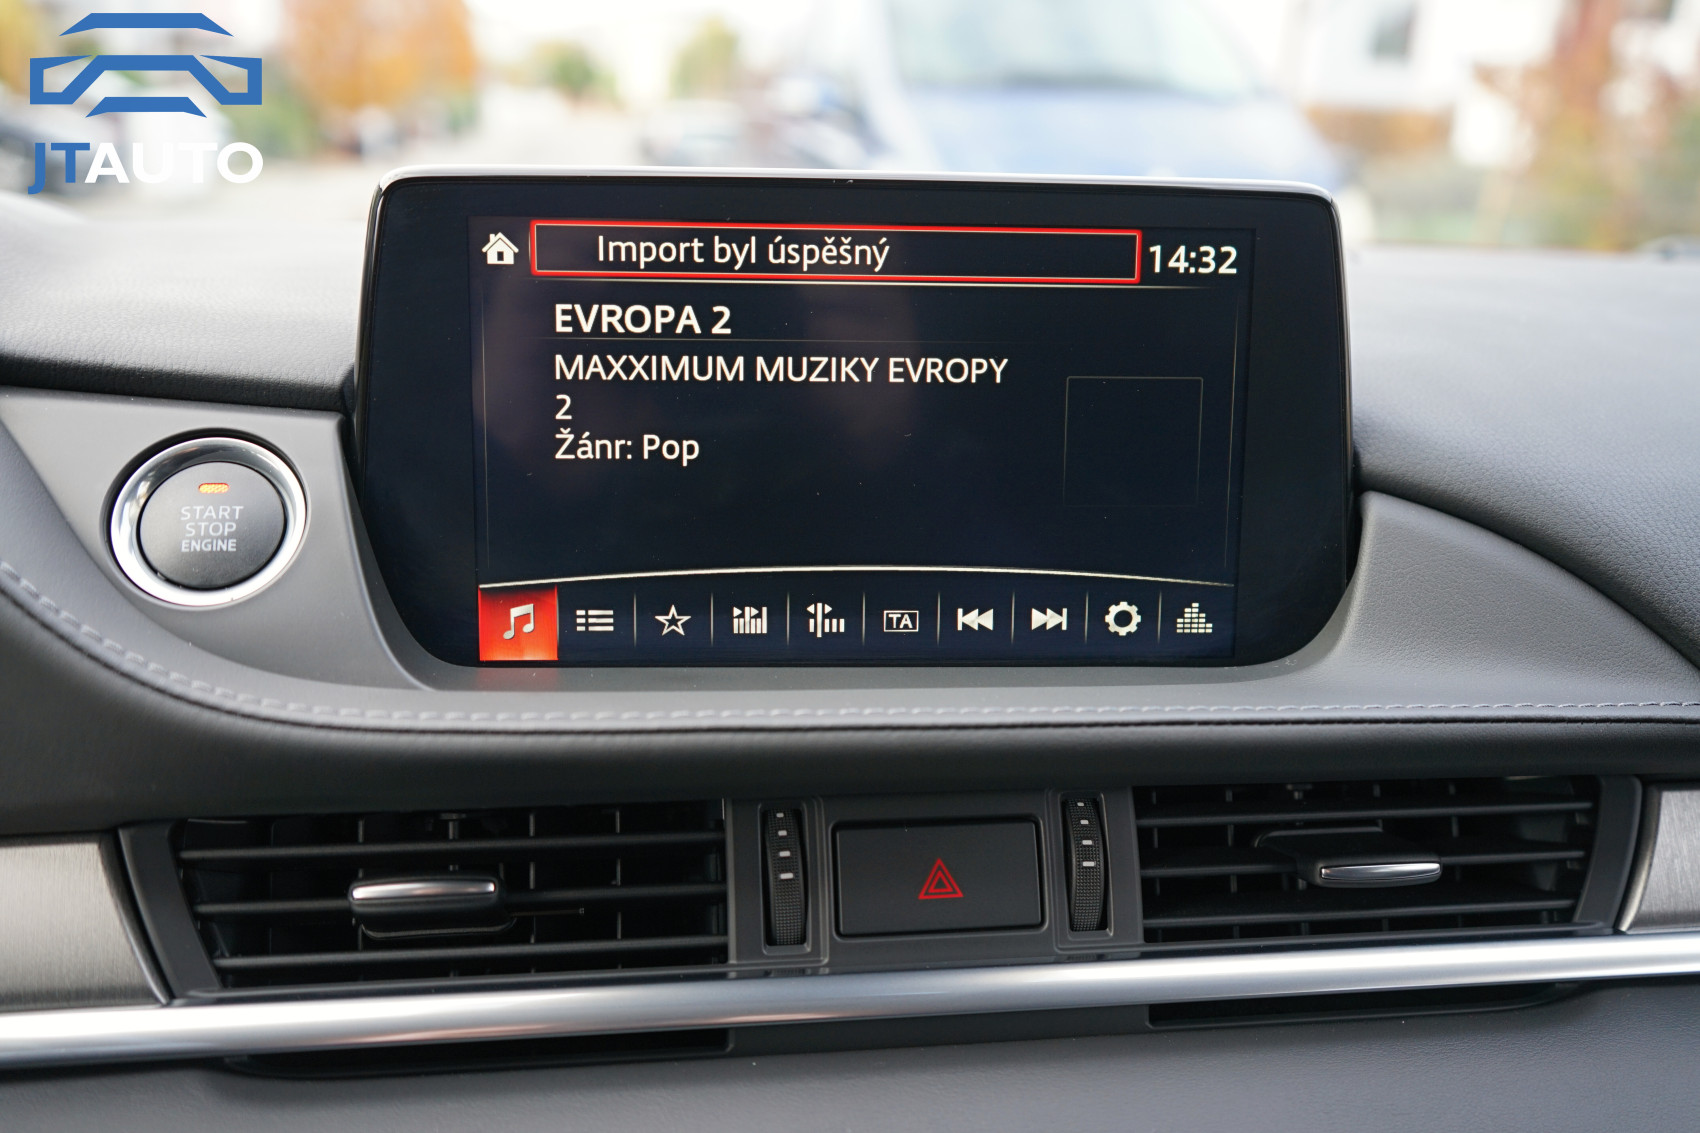 JTAUTO
Import byl úspěšný
14:32
EVROPA 2
MAXXIMUM MUZIKY EVROPY
2
Žánr: Pop
START
STOP
ENGINE
TA